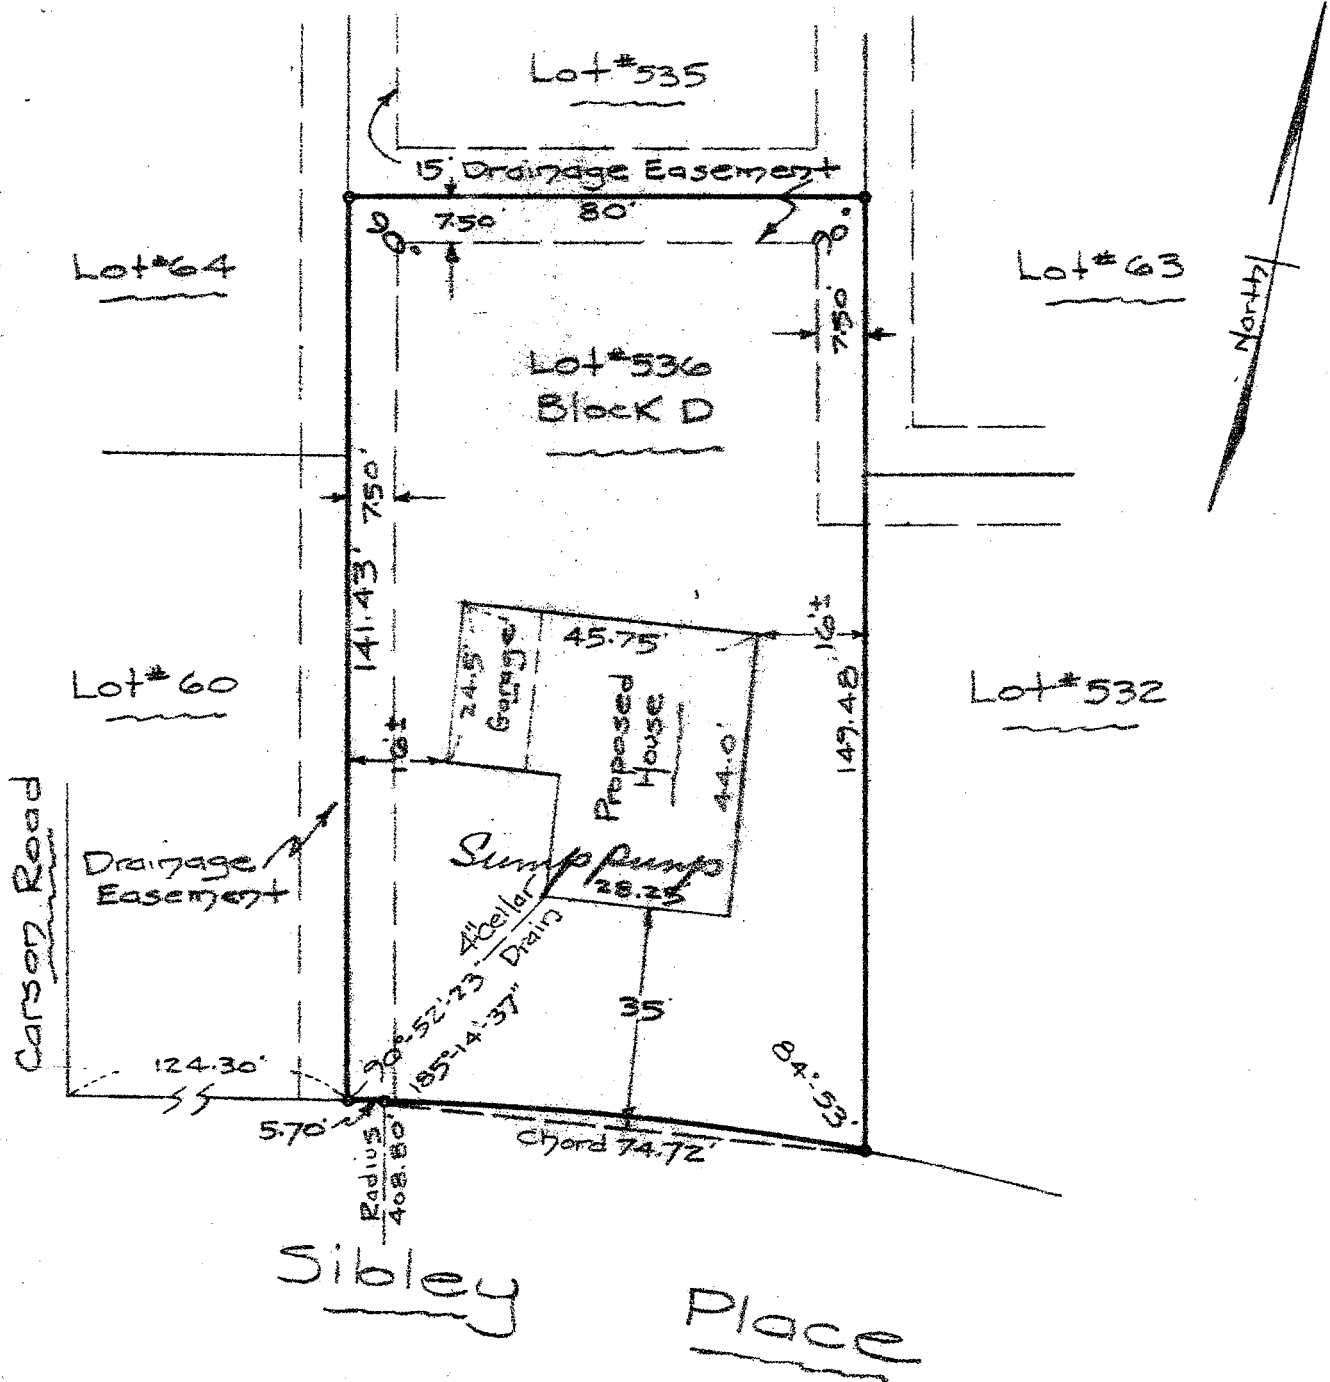 Lot #535
15' Drainage Easement
7.50' 80'
90°
90°
Lot #64
Lot #63
North
7.50'
Lot #536
Block D
7.50'
141.43'
16'±
45.75'
24.5'
Garage
Proposed
House
44.0'
149.48'
Lot #60
Lot #532
16'±
Sump pump
28.25'
Carson Road
Drainage
Easement
4" Cellar
Drain
90°-52'-23"
185°-14'-37"
35'
84°-53'
124.30'
5.70'
Chord 74.72'
Radius
408.80'
Sibley Place